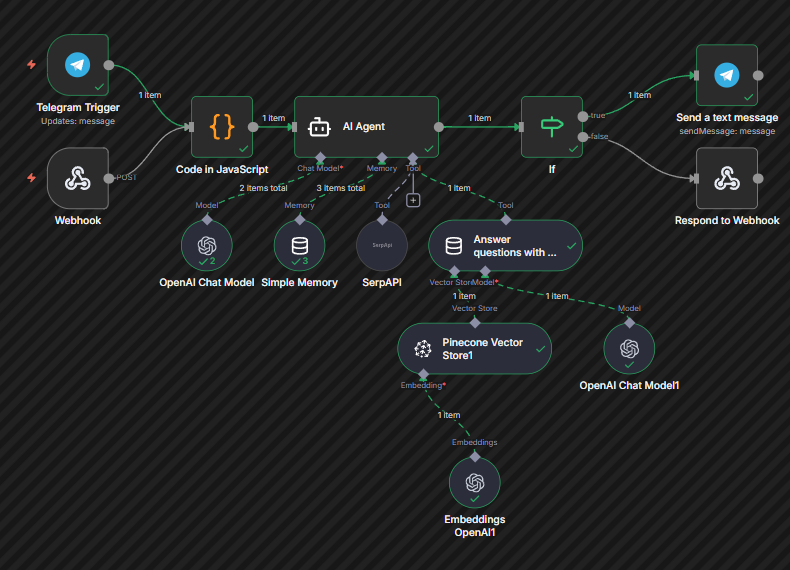 Telegram Trigger
Updates: message
POST
Webhook
1 item
Code in JavaScript
1 item
AI Agent
Chat Model*
Memory
Tool
1 item
If
true
false
1 item
Send a text message
sendMessage: message
Respond to Webhook
2 items total
3 items total
1 item
Model
Memory
Tool
Tool
2
OpenAI Chat Model
3
Simple Memory
SerpApi
SerpAPI
Answer
questions with ...
Vector Stor
Model*
1 item
1 item
Vector Store
Model
Pinecone Vector
Store1
Embedding*
OpenAI Chat Model1
1 item
Embeddings
Embeddings
OpenAI1